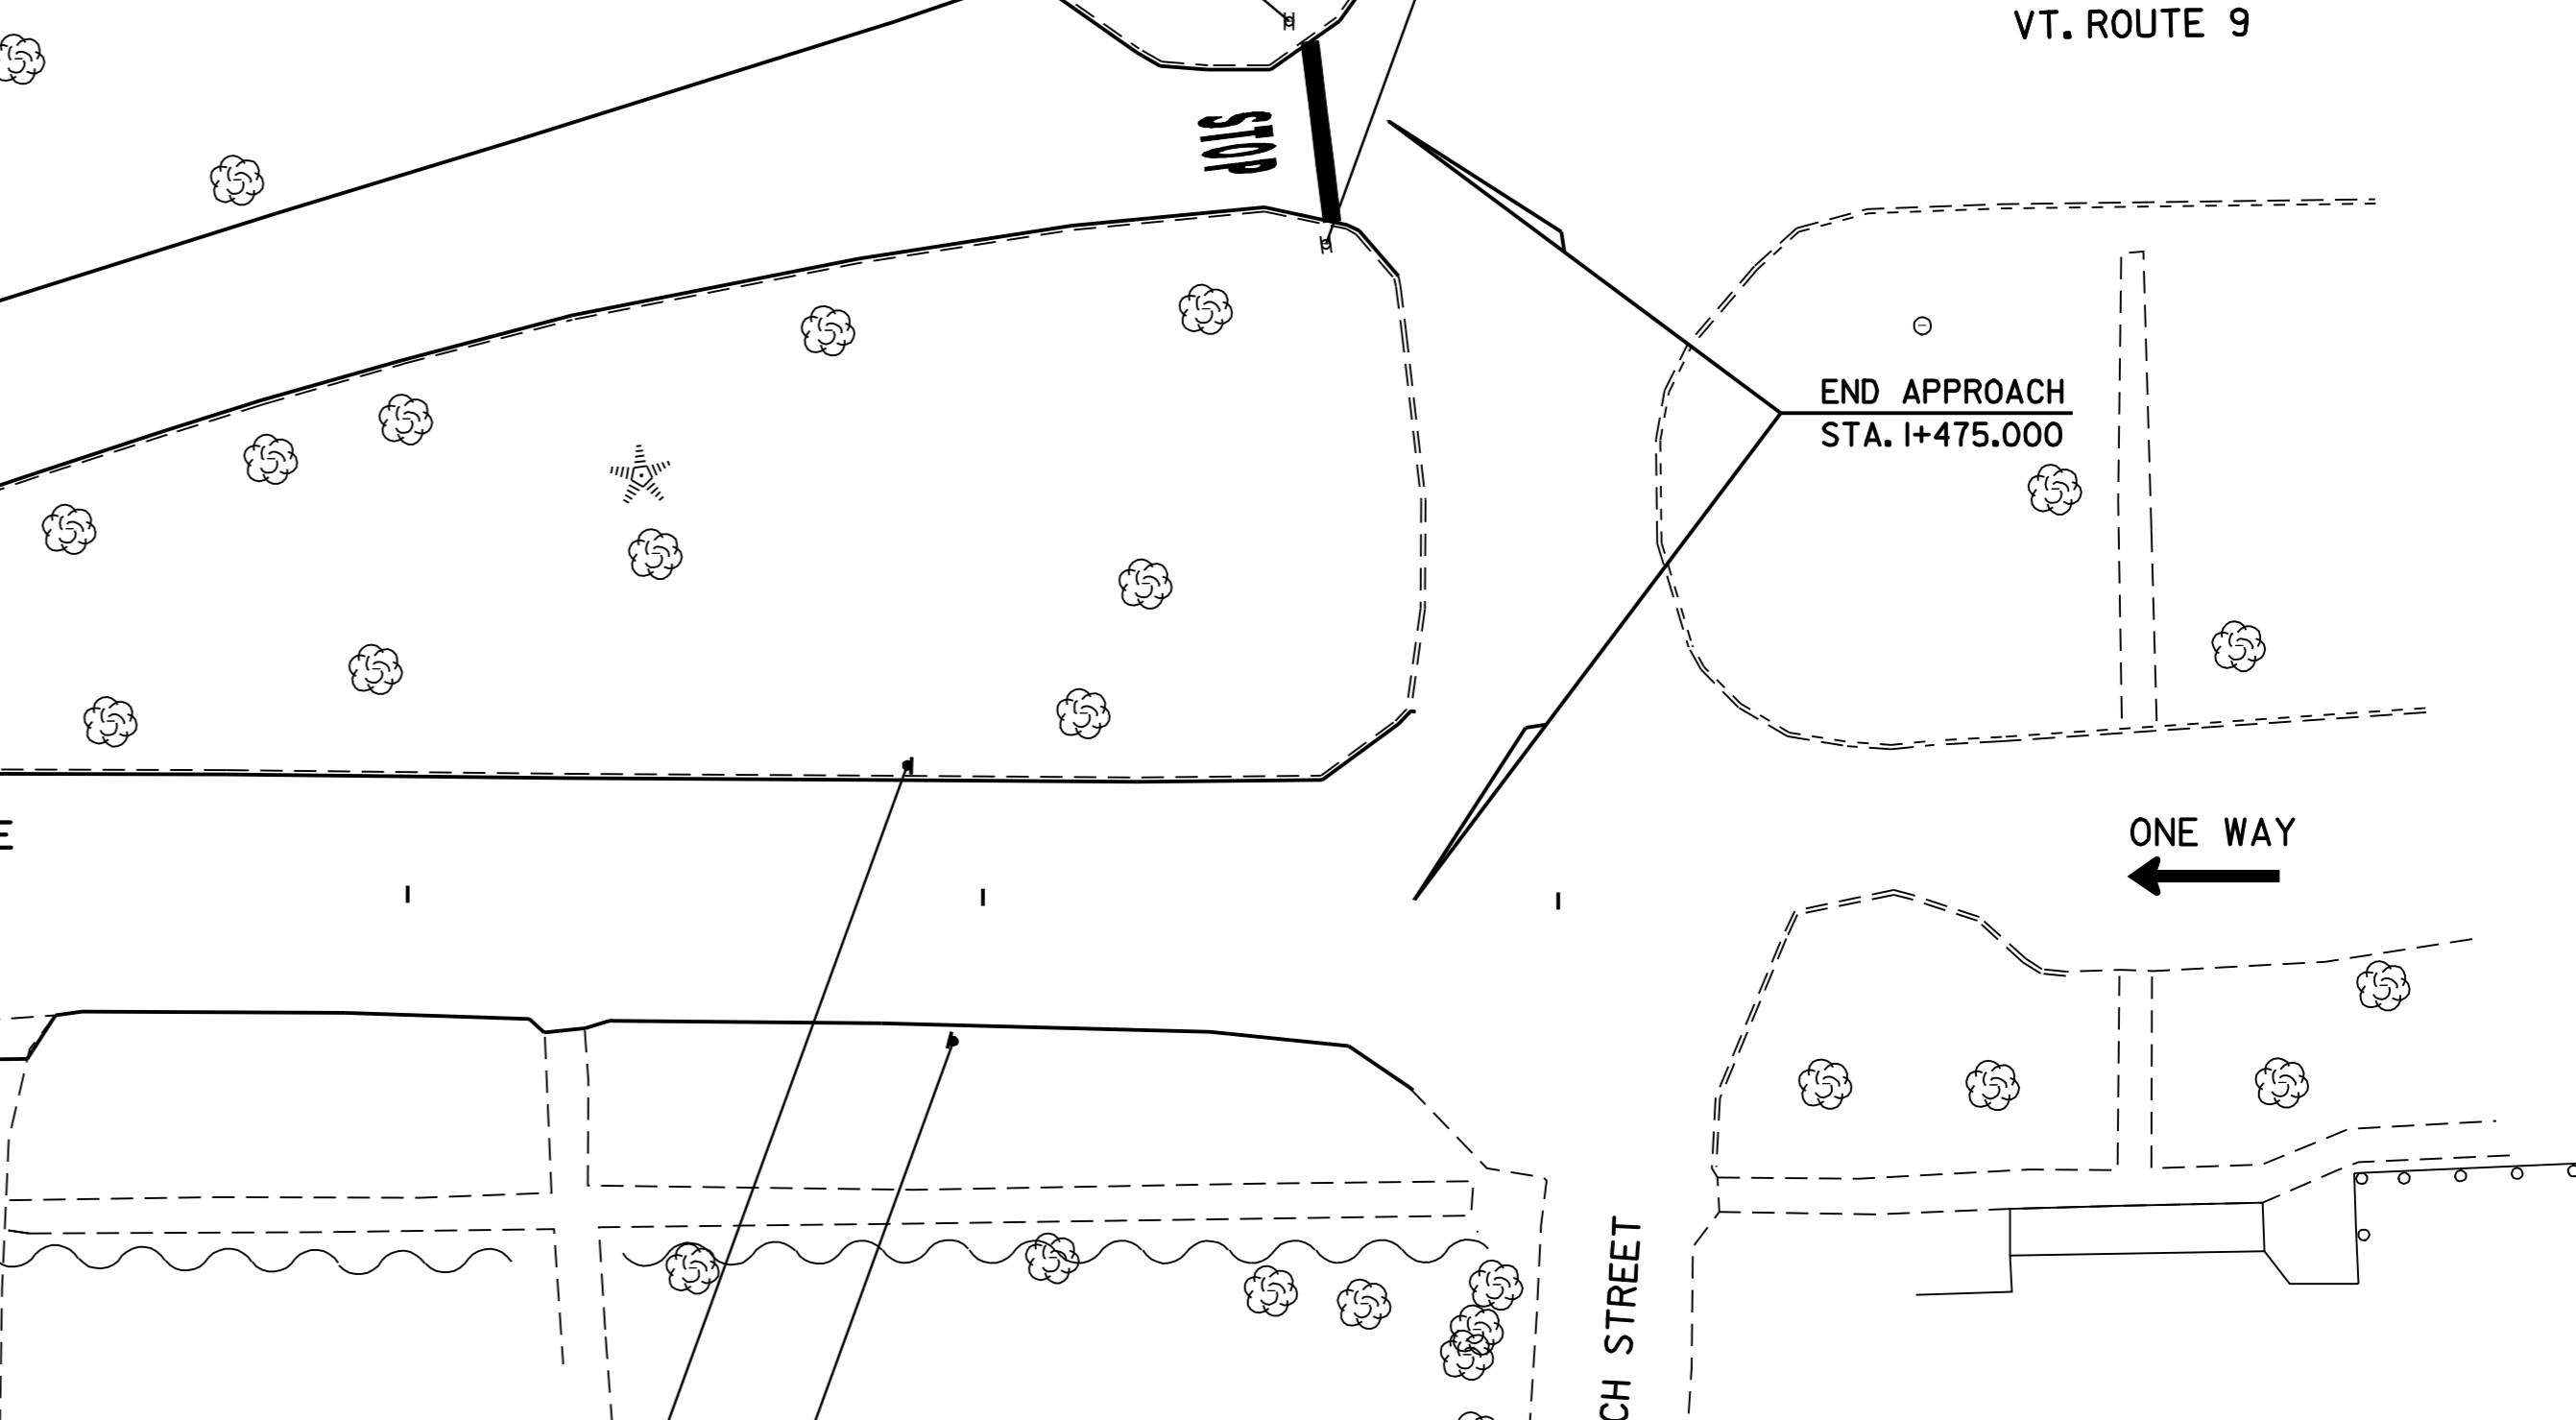 VT. ROUTE 9
STOP
END APPROACH
STA. 1+475.000
E
ONE WAY
CH STREET